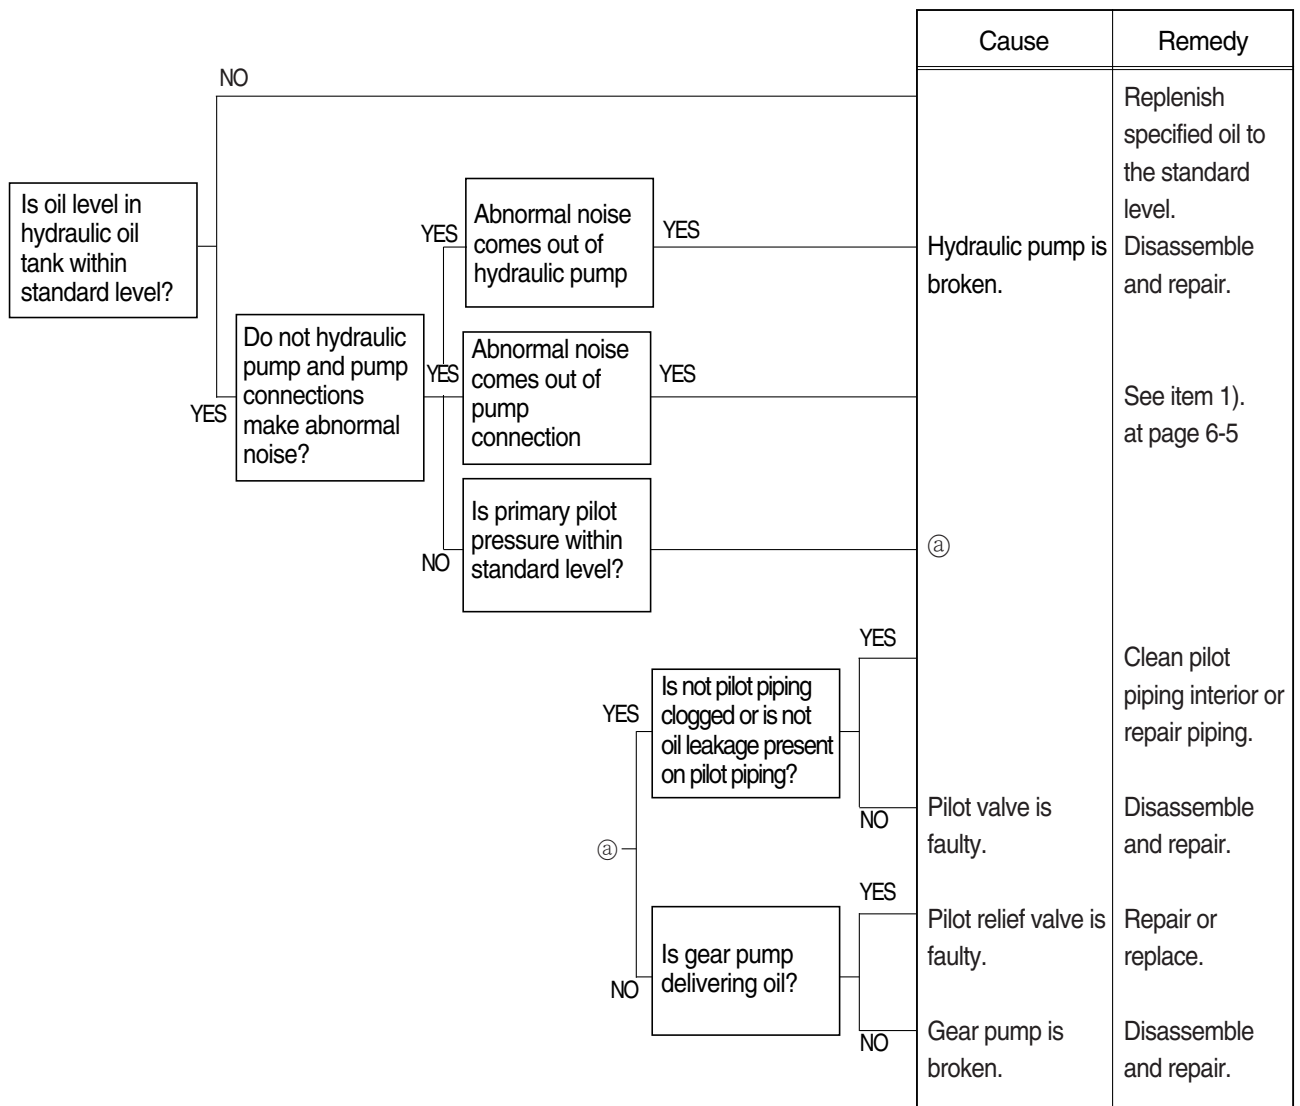 Cause
Remedy
NO
Replenish
specified oil to
the standard
level.
Is oil level in
hydraulic oil
tank within
standard level?
YES
Abnormal noise
comes out of
hydraulic pump
YES
Hydraulic pump is
broken.
Disassemble
and repair.
YES
Do not hydraulic
pump and pump
connections
make abnormal
noise?
YES
Abnormal noise
comes out of
pump
connection
YES
See item 1).
at page 6-5
NO
Is primary pilot
pressure within
standard level?
ⓐ
ⓐ
YES
Is not pilot piping
clogged or is not
oil leakage present
on pilot piping?
YES
Clean pilot
piping interior or
repair piping.
NO
Pilot valve is
faulty.
Disassemble
and repair.
NO
Is gear pump
delivering oil?
YES
Pilot relief valve is
faulty.
Repair or
replace.
NO
Gear pump is
broken.
Disassemble
and repair.